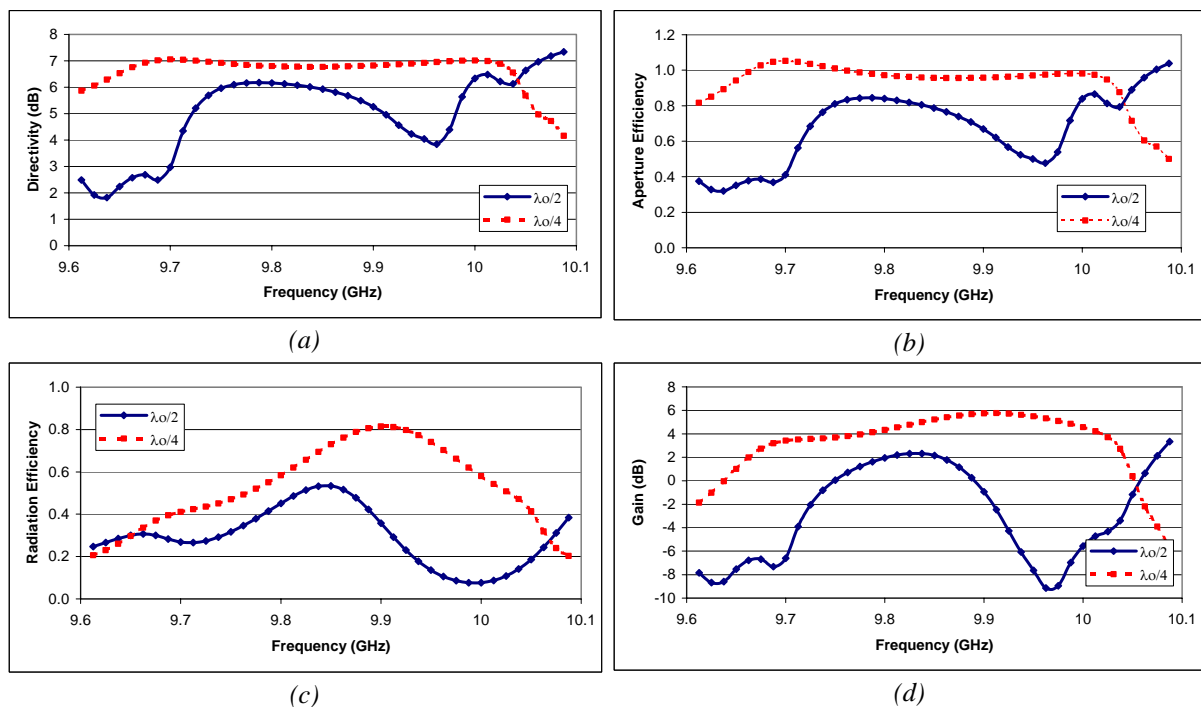 8
7
6
5
4
3
2
1
0
Directivity (dB)
9.6 9.7 9.8 9.9 10 10.1
Frequency (GHz)
λo/2
λo/4
(a)
1.2
1.0
0.8
0.6
0.4
0.2
0.0
Aperture Efficiency
9.6 9.7 9.8 9.9 10 10.1
Frequency (GHz)
λo/2
λo/4
(b)
1.0
0.8
0.6
0.4
0.2
0.0
Radiation Efficiency
9.6 9.7 9.8 9.9 10 10.1
Frequency (GHz)
λo/2
λo/4
(c)
8
6
4
2
0
-2
-4
-6
-8
-10
Gain (dB)
9.6 9.7 9.8 9.9 10 10.1
Frequency (GHz)
λo/2
λo/4
(d)